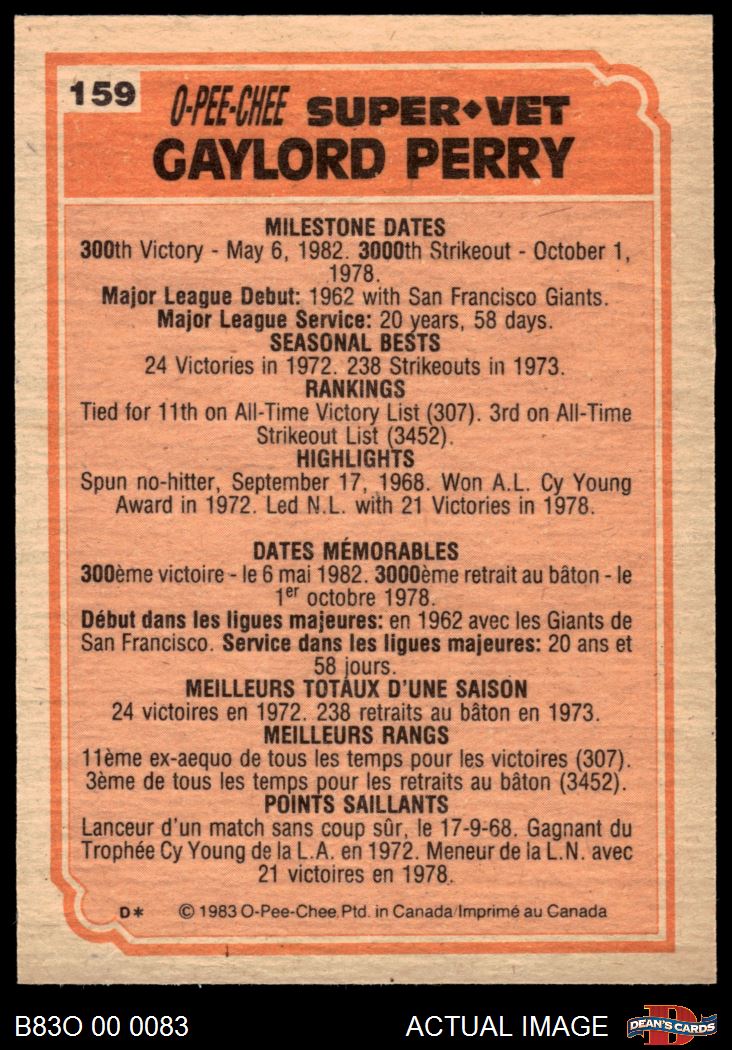 159
O-PEE-CHEE SUPER◆VET
GAYLORD PERRY
MILESTONE DATES
300th Victory - May 6, 1982. 3000th Strikeout - October 1,
1978.
Major League Debut: 1962 with San Francisco Giants.
Major League Service: 20 years, 58 days.
SEASONAL BESTS
24 Victories in 1972. 238 Strikeouts in 1973.
RANKINGS
Tied for 11th on All-Time Victory List (307). 3rd on All-Time
Strikeout List (3452).
HIGHLIGHTS
Spun no-hitter, September 17, 1968. Won A.L. Cy Young
Award in 1972. Led N.L. with 21 Victories in 1978.
DATES MÉMORABLES
300ème victoire - le 6 mai 1982. 3000ème retrait au bâton - le
1er octobre 1978.
Début dans les ligues majeures: en 1962 avec les Giants de
San Francisco. Service dans les ligues majeures: 20 ans et
58 jours.
MEILLEURS TOTAUX D'UNE SAISON
24 victoires en 1972. 238 retraits au bâton en 1973.
MEILLEURS RANGS
11ème ex-aequo de tous les temps pour les victoires (307).
3ème de tous les temps pour les retraits au bâton (3452).
POINTS SAILLANTS
Lanceur d'un match sans coup sûr, le 17-9-68. Gagnant du
Trophée Cy Young de la L.A. en 1972. Meneur de la L.N. avec
21 victoires en 1978.
D* © 1983 O-Pee-Chee Ptd. in Canada/Imprimé au Canada
B83O 00 0083 ACTUAL IMAGE DEAN'S CARDS